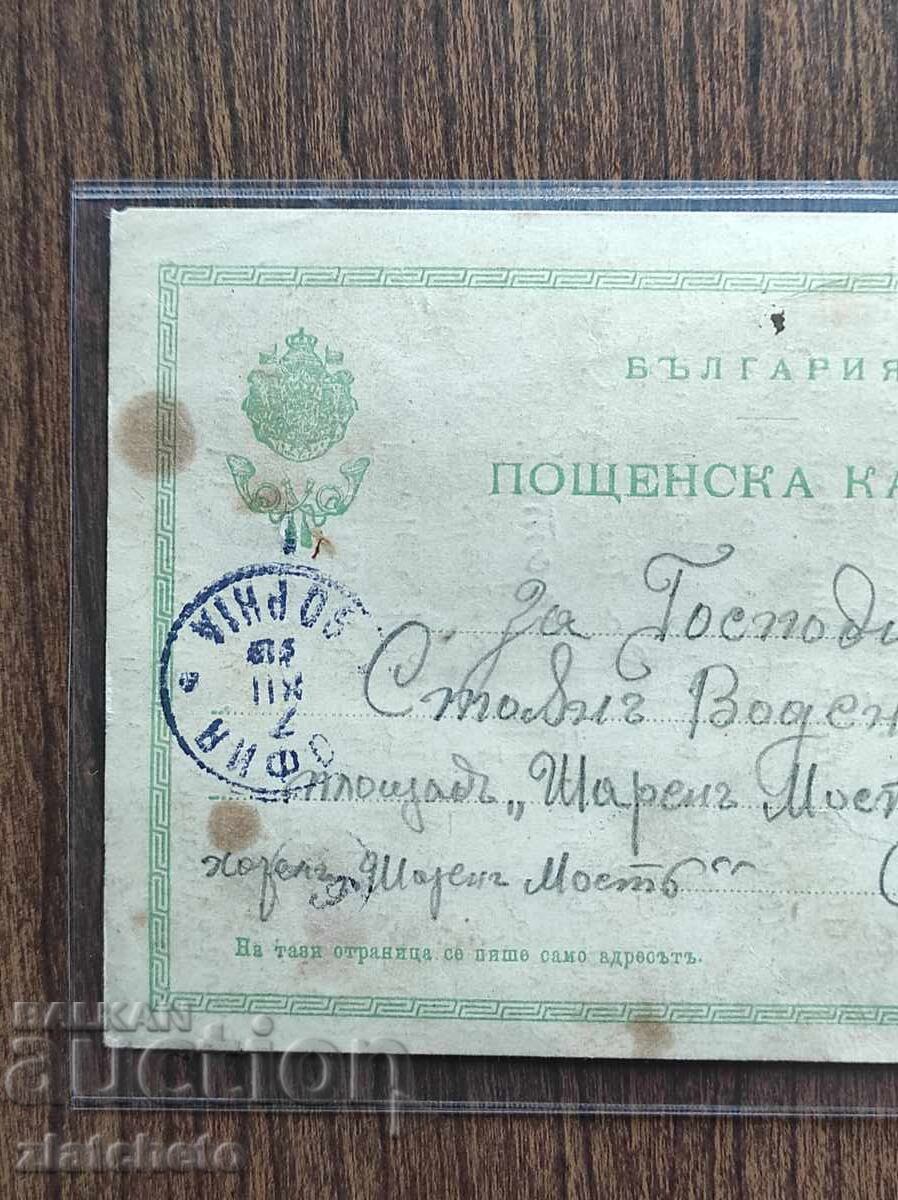 БЪЛГАРИЯ
ПОЩЕНСКА КА
За Господи
Стоянъ Воден
площадъ „Шаренъ Мост
„Шаренъ Мостъ“
СОФИЯ
SOPHIA
7
XII
На тази страница се пише само адресътъ.
BALKAN
auction
zlatcheto